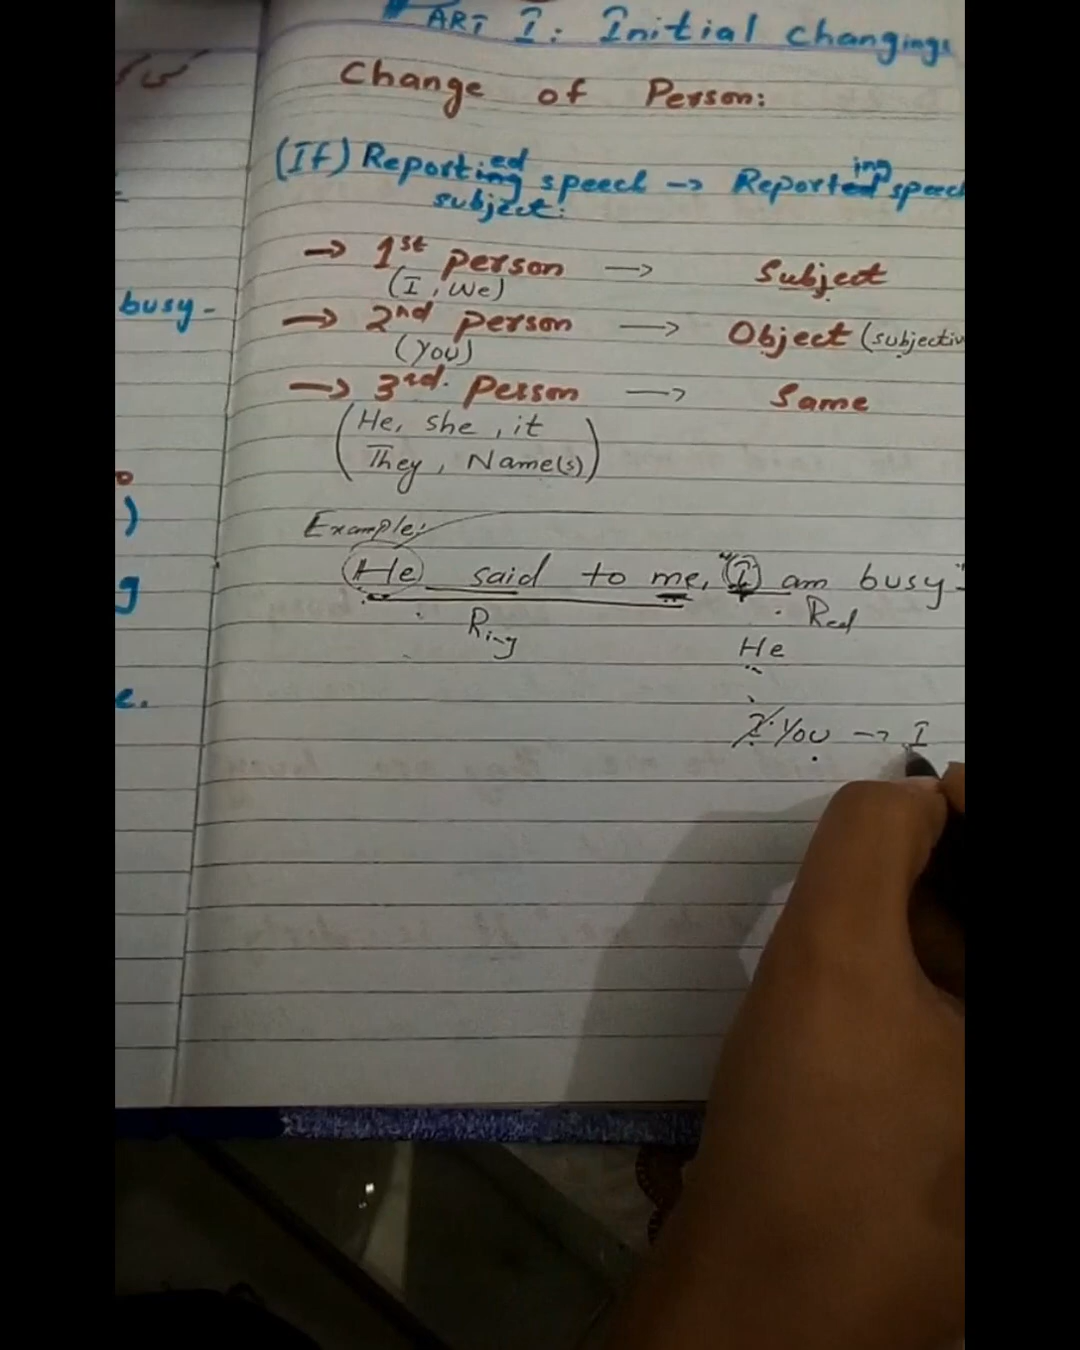 ART I: Initial changings
Change of Person:
(If) Reported speech subject: → Reporting speech
→ 1st person → Subject
(I, We)
→ 2nd person → Object (subjectiv
(You)
→ 3rd. person → Same
(He, she, it
They, Name(s))
Example:
He said to me, "I am busy"
Ring Red
He
You → I
busy-
)
g
e.